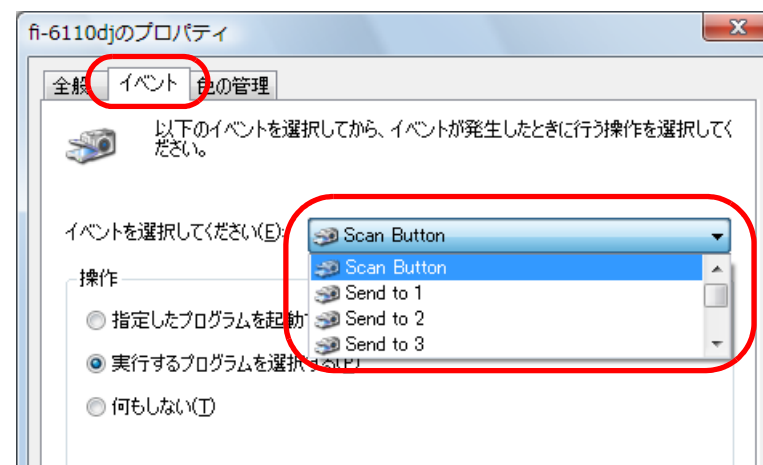 fi-6110djのプロパティ
全般 イベント 色の管理
以下のイベントを選択してから、イベントが発生したときに行う操作を選択してく
ださい。
イベントを選択してください(E): Scan Button
Scan Button
Send to 1
Send to 2
Send to 3
操作
指定したプログラムを起動
実行するプログラムを選択する(P)
何もしない(T)